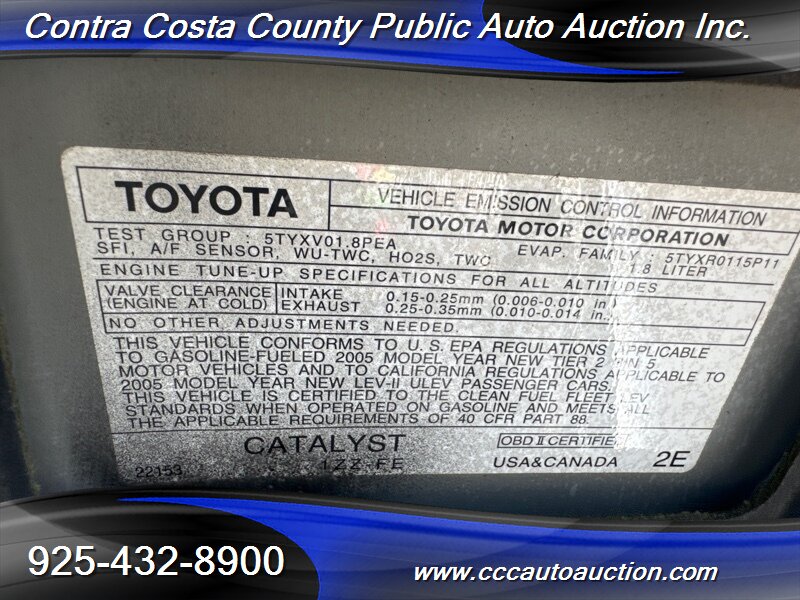 Contra Costa County Public Auto Auction Inc.
TOYOTA
VEHICLE EMISSION CONTROL INFORMATION
TOYOTA MOTOR CORPORATION
TEST GROUP : 5TYXV01.8PEA
EVAP. FAMILY : 5TYXR0115P11
SFI, A/F SENSOR, WU-TWC, HO2S, TWC
1.8 LITER
ENGINE TUNE-UP SPECIFICATIONS FOR ALL ALTITUDES
VALVE CLEARANCE INTAKE 0.15-0.25mm (0.006-0.010 in.)
(ENGINE AT COLD) EXHAUST 0.25-0.35mm (0.010-0.014 in.)
NO OTHER ADJUSTMENTS NEEDED.
THIS VEHICLE CONFORMS TO U.S. EPA REGULATIONS APPLICABLE
TO GASOLINE-FUELED 2005 MODEL YEAR NEW TIER 2 BIN 5
MOTOR VEHICLES AND TO CALIFORNIA REGULATIONS APPLICABLE TO
2005 MODEL YEAR NEW LEV-II ULEV PASSENGER CARS.
THIS VEHICLE IS CERTIFIED TO THE CLEAN FUEL FLEET LEV
STANDARDS WHEN OPERATED ON GASOLINE AND MEETS ALL
THE APPLICABLE REQUIREMENTS OF 40 CFR PART 88.
CATALYST
OBD II CERTIFIED
22153
1ZZ-FE
USA&CANADA
2E
925-432-8900
www.cccautoauction.com